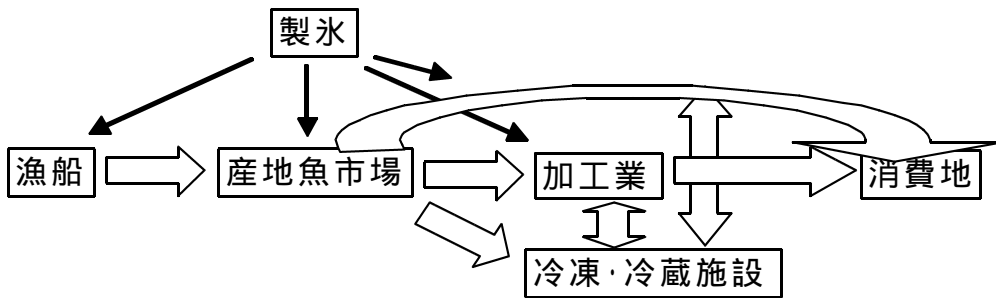 製氷
漁船
産地魚市場
加工業
消費地
冷凍・冷蔵施設